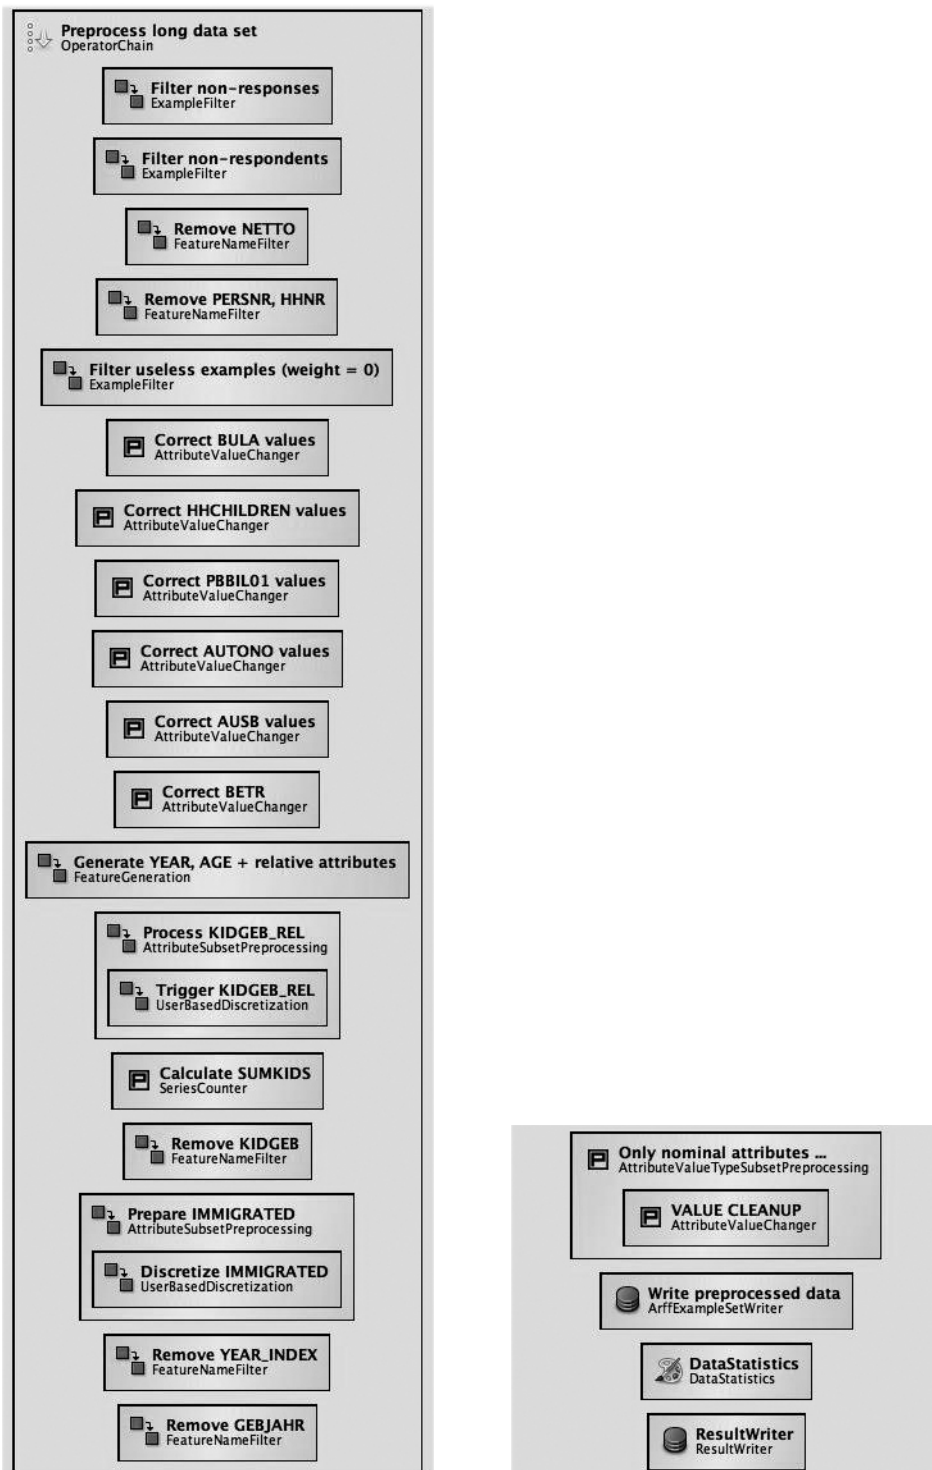 Preprocess long data set
OperatorChain
Filter non-responses
ExampleFilter
Filter non-respondents
ExampleFilter
Remove NETTO
FeatureNameFilter
Remove PERSNR, HHNR
FeatureNameFilter
Filter useless examples (weight = 0)
ExampleFilter
Correct BULA values
AttributeValueChanger
Correct HHCHILDREN values
AttributeValueChanger
Correct PBBIL01 values
AttributeValueChanger
Correct AUTONO values
AttributeValueChanger
Correct AUSB values
AttributeValueChanger
Correct BETR
AttributeValueChanger
Generate YEAR, AGE + relative attributes
FeatureGeneration
Process KIDGEB_REL
AttributeSubsetPreprocessing
Trigger KIDGEB_REL
UserBasedDiscretization
Calculate SUMKIDS
SeriesCounter
Remove KIDGEB
FeatureNameFilter
Prepare IMMIGRATED
AttributeSubsetPreprocessing
Discretize IMMIGRATED
UserBasedDiscretization
Remove YEAR_INDEX
FeatureNameFilter
Remove GEBJAHR
FeatureNameFilter
Only nominal attributes ...
AttributeValueTypeSubsetPreprocessing
VALUE CLEANUP
AttributeValueChanger
Write preprocessed data
ArffExampleSetWriter
DataStatistics
DataStatistics
ResultWriter
ResultWriter